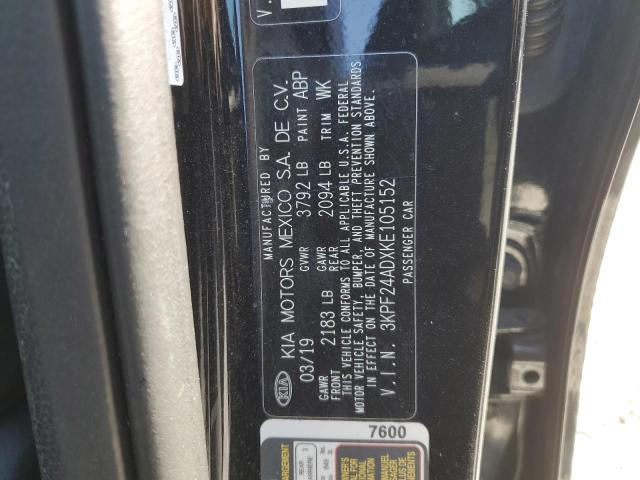 MANUFACTURED BY
KIA KIA MOTORS MEXICO S.A. DE C.V.
03/19 GVWR 3792 LB PAINT ABP
GAWR FRONT 2183 LB GAWR REAR 2094 LB TRIM WK
THIS VEHICLE CONFORMS TO ALL APPLICABLE U.S.A. FEDERAL
MOTOR VEHICLE SAFETY, BUMPER, AND THEFT PREVENTION STANDARDS
IN EFFECT ON THE DATE OF MANUFACTURE SHOWN ABOVE.
V.I.N. 3KPF24ADXKE105152
PASSENGER CAR
7600
REAR 3